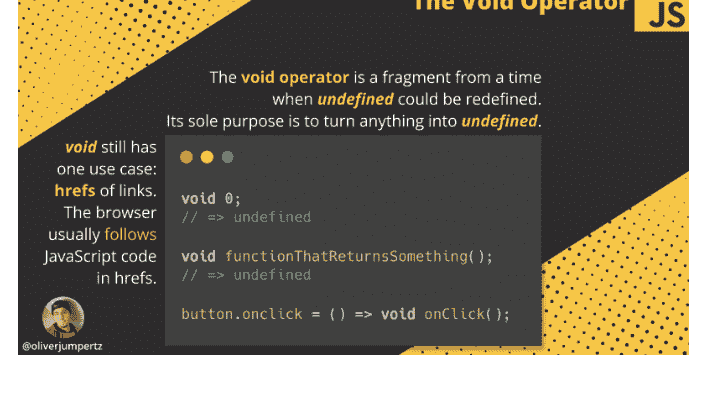 The Void Operator
JS
The void operator is a fragment from a time
when undefined could be redefined.
Its sole purpose is to turn anything into undefined.
void still has
one use case:
hrefs of links.
The browser
usually follows
JavaScript code
in hrefs.
void 0;
// => undefined
void functionThatReturnsSomething();
// => undefined
button.onclick = () => void onClick();
@oliverjumpertz